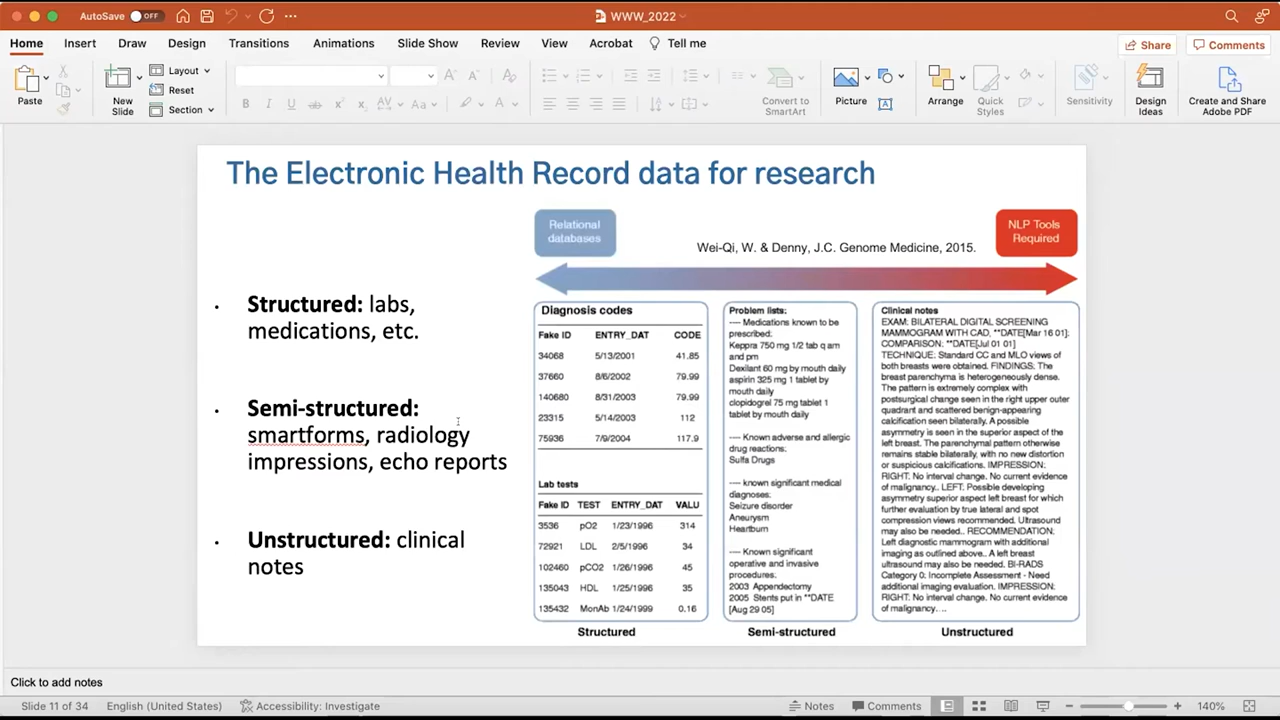 AutoSave OFF
WWW_2022
Home Insert Draw Design Transitions Animations Slide Show Review View Acrobat Tell me
Share Comments
Paste
New Slide
Layout
Reset
Section
Convert to SmartArt
Picture
Arrange
Quick Styles
Sensitivity
Design Ideas
Create and Share Adobe PDF
The Electronic Health Record data for research
• Structured: labs,
medications, etc.
• Semi-structured:
smartforms, radiology
impressions, echo reports
• Unstructured: clinical
notes
Relational
databases
Wei-Qi, W. & Denny, J.C. Genome Medicine, 2015.
NLP Tools
Required
Diagnosis codes
Fake ID ENTRY_DAT CODE
34068 5/13/2001 41.85
37660 8/6/2002 79.99
140680 8/31/2003 79.99
23315 5/14/2003 112
75936 7/9/2004 117.9
Lab tests
Fake ID TEST ENTRY_DAT VALU
3536 pO2 1/23/1996 314
72921 LDL 2/5/1996 34
102460 pCO2 1/26/1996 45
135043 HDL 1/25/1996 35
135432 MonAb 1/24/1999 0.16
Structured
Problem lists:
---- Medications known to be
prescribed:
Keppra 750 mg 1/2 tab q am
and pm
Dexilant 60 mg by mouth daily
aspirin 325 mg 1 tablet by
mouth daily
clopidogrel 75 mg tablet 1
tablet by mouth daily
---- Known adverse and allergic
drug reactions:
Sulfa Drugs
---- known significant medical
diagnoses:
Seizure disorder
Aneurysm
Heartburn
---- Known significant
operative and invasive
procedures:
2003 Appendectomy
2005 Stents put in **DATE
[Aug 29 05]
Semi-structured
Clinical notes
EXAM: BILATERAL DIGITAL SCREENING
MAMMOGRAM WITH CAD, **DATE[Mar 16 01]:
COMPARISON: **DATE[Jul 01 01]
TECHNIQUE: Standard CC and MLO views of
both breasts were obtained. FINDINGS: The
breast parenchyma is heterogeneously dense.
The pattern is extremely complex with
postsurgical change seen in the right upper outer
quadrant and scattered benign-appearing
calcification seen bilaterally. A possible
asymmetry is seen in the superior aspect of the
left breast. The parenchymal pattern otherwise
remains stable bilaterally, with no new distortion
or suspicious calcifications. IMPRESSION:
RIGHT: No interval change. No current evidence
of malignancy.. LEFT: Possible developing
asymmetry superior aspect left breast for which
further evaluation by true lateral and spot
compression views recommended. Ultrasound
may also be needed.. RECOMMENDATION:
Left diagnostic mammogram with additional
imaging as outlined above.. A left breast
ultrasound may also be needed. BI-RADS
Category 0: Incomplete Assessment - Need
additional imaging evaluation. IMPRESSION:
RIGHT: No interval change. No current evidence
of malignancy....
Unstructured
Click to add notes
Slide 11 of 34 English (United States) Accessibility: Investigate Notes Comments 140%